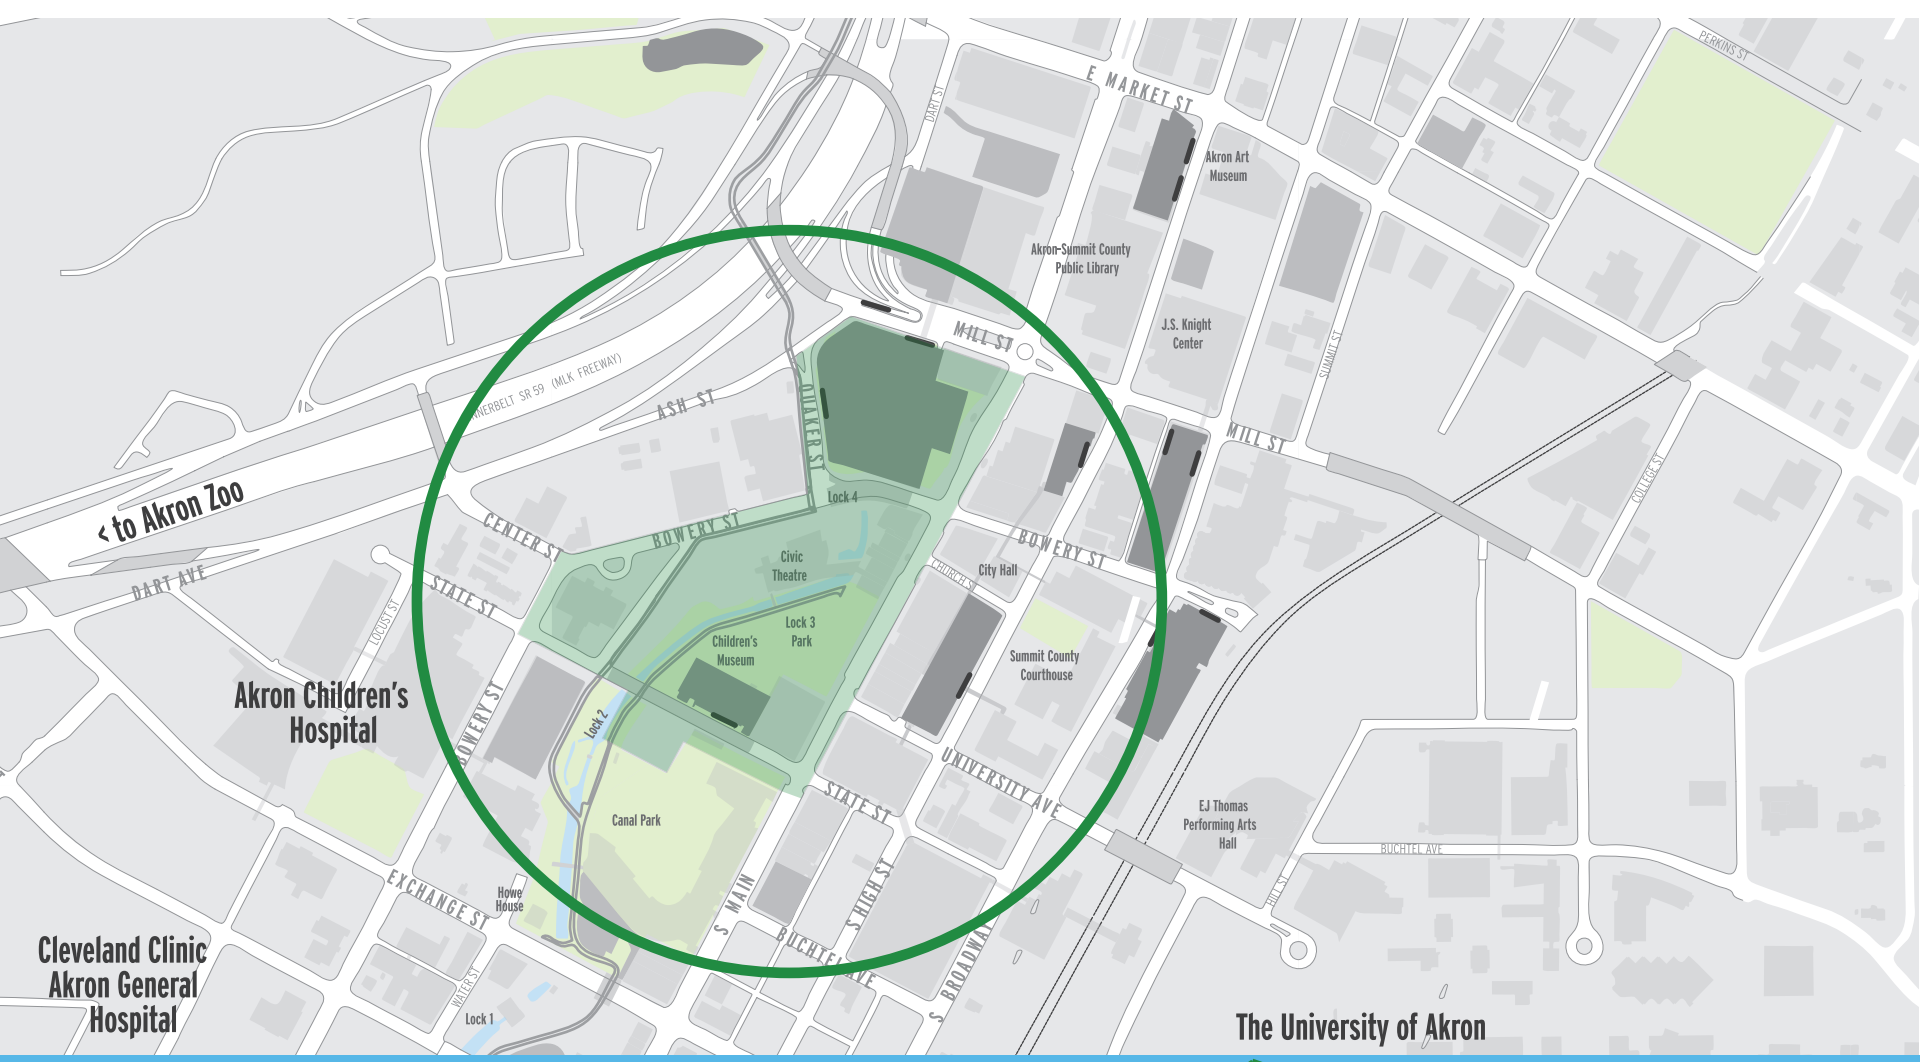 PERKINS ST
E MARKET ST
DART ST
Akron Art
Museum
Akron-Summit County
Public Library
J.S. Knight
Center
MILL ST
SUMMIT ST
NERBELT SR 59 (MLK FREEWAY)
ASH ST
QUAKER ST
MILL ST
COLLEGE ST
< to Akron Zoo
Lock 4
CENTER ST
BOWERY ST
BOWERY ST
Civic
Theatre
City Hall
CHURCH S
DART AVE
STATE ST
LOCUST ST
Lock 3
Park
Children's
Museum
Summit County
Courthouse
Akron Children's
Hospital
BOWERY ST
Lock 2
UNIVERSITY AVE
STATE ST
Canal Park
EJ Thomas
Performing Arts
Hall
BUCHTEL AVE
HILL ST
EXCHANGE ST
Howe
House
S MAIN
S HIGH ST
BUCHTEL AVE
S BROADWAY
Cleveland Clinic
Akron General
Hospital
WATER ST
Lock 1
The University of Akron